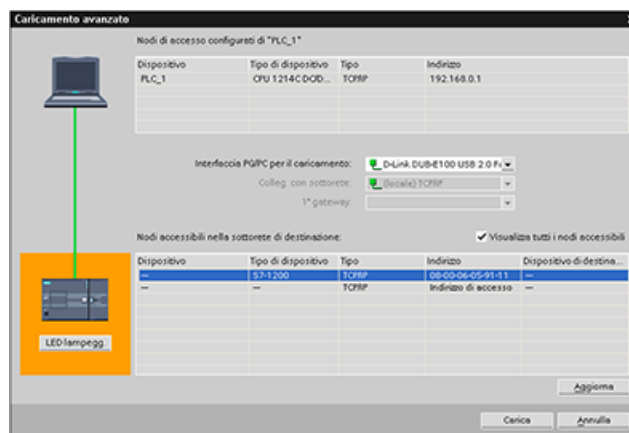 Caricamento avanzato
Nodi di accesso configurati di "PLC_1"
Dispositivo Tipo di dispositivo Tipo Indirizzo
PLC_1 CPU 1214C DC/D... TCP/IP 192.168.0.1
Interfaccia PG/PC per il caricamento: D-Link DUB-E100 USB 2.0 Fa
Colleg. con sottorete: (locale) TCP/IP
1° gateway:
Nodi accessibili nella sottorete di destinazione: Visualizza tutti i nodi accessibili
Dispositivo Tipo di dispositivo Tipo Indirizzo Dispositivo di destina...
— S7-1200 TCP/IP 08-00-06-05-91-11 —
— — TCP/IP Indirizzo di accesso —
LED lampegg.
Aggiorna
Carica Annulla